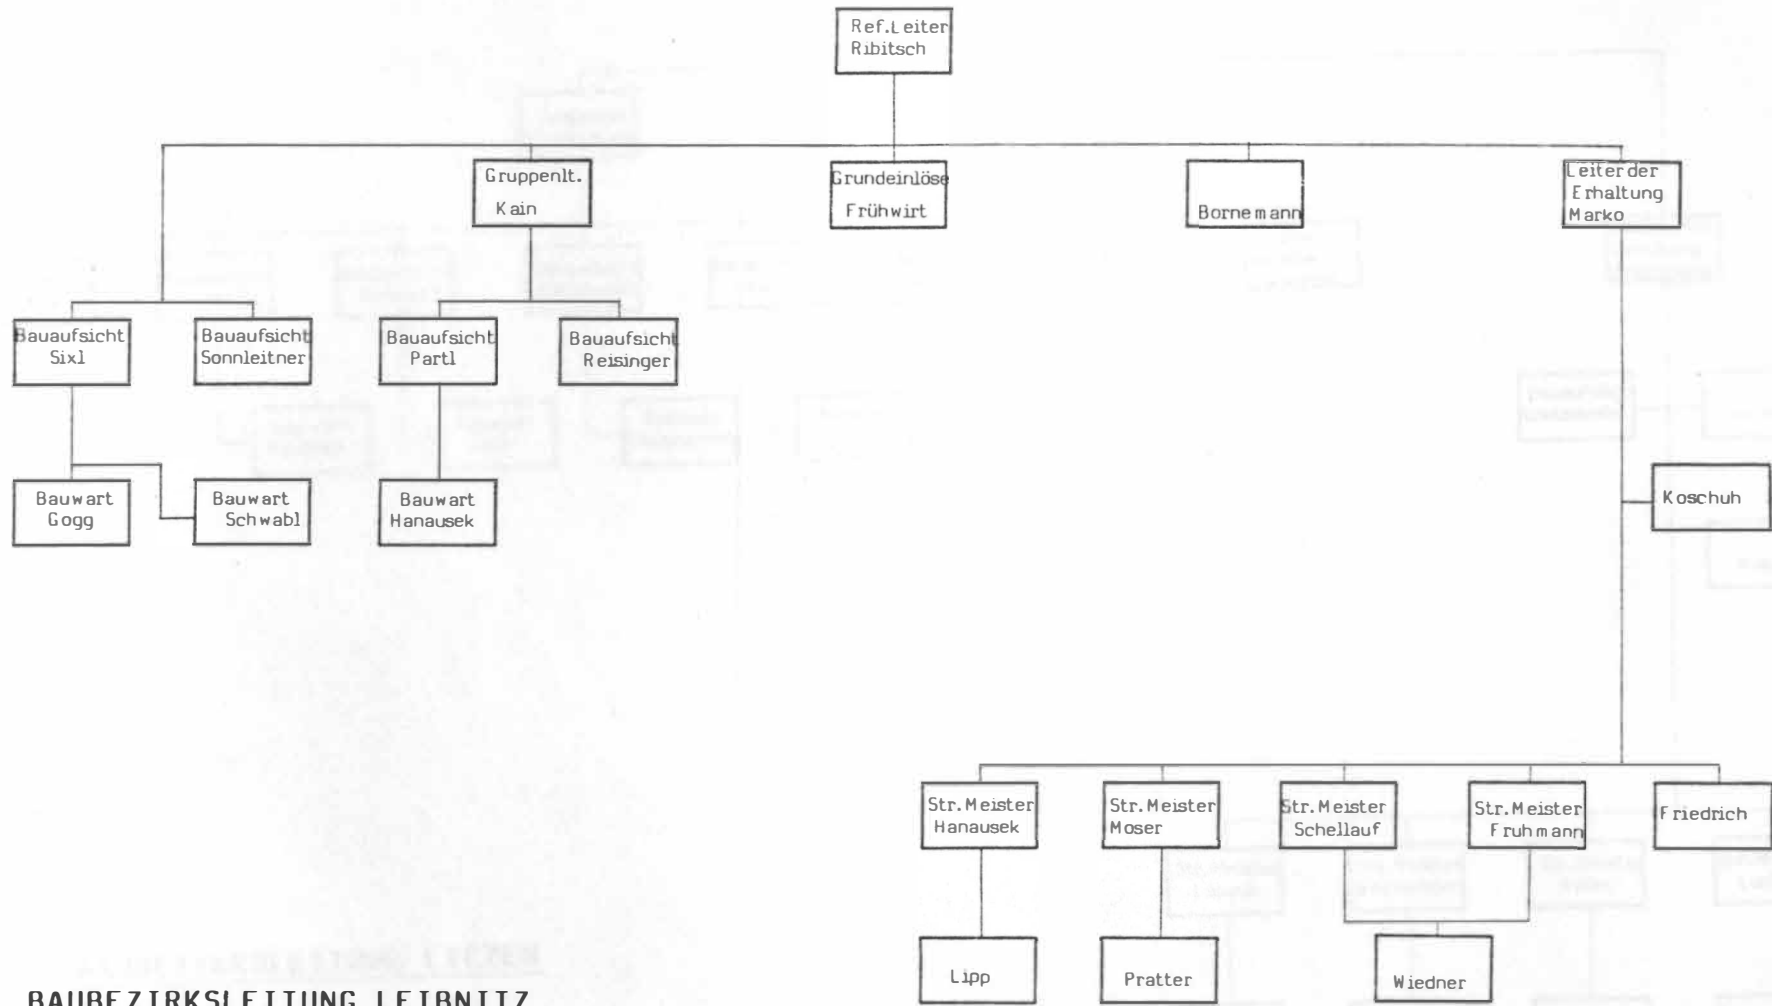 Ref.Leiter
Ribitsch
Gruppenlt.
Kain
Grundeinlöse
Frühwirt
Bornemann
Leiter der
Erhaltung
Marko
Bauaufsicht
Sixl
Bauaufsicht
Sonnleitner
Bauaufsicht
Partl
Bauaufsicht
Reisinger
Bauwart
Gogg
Bauwart
Schwabl
Bauwart
Hanausek
Koschuh
Str.Meister
Hanausek
Str.Meister
Moser
Str.Meister
Schellauf
Str.Meister
Fruhmann
Friedrich
Lipp
Pratter
Wiedner
BAUBEZIRKSLEITUNG LEIBNITZ